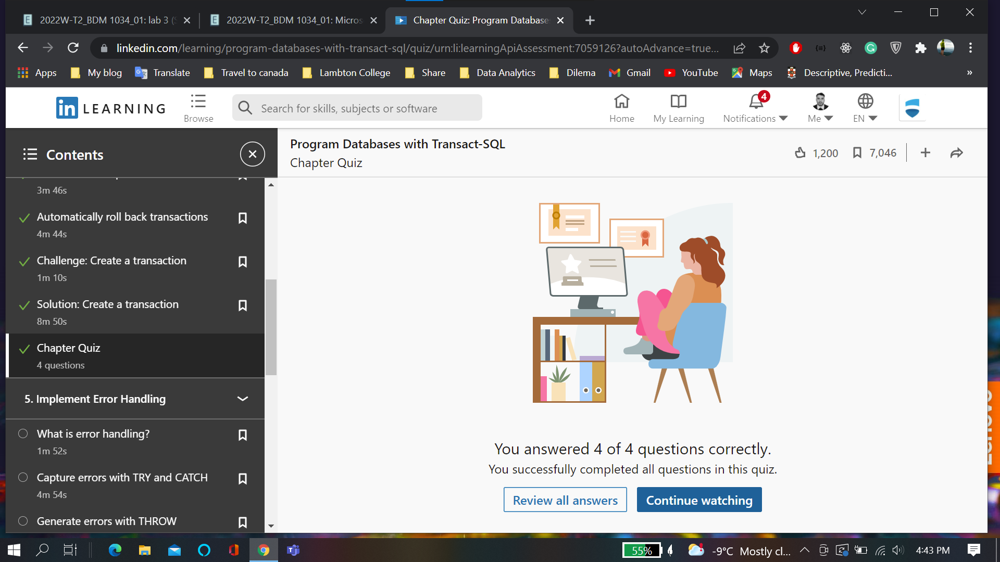 2022W-T2_BDM 1034_01: lab 3 (S
2022W-T2_BDM 1034_01: Micros
Chapter Quiz: Program Database
linkedin.com/learning/program-databases-with-transact-sql/quiz/urn:li:learningApiAssessment:7059126?autoAdvance=true...
Apps
My blog
Translate
Travel to canada
Lambton College
Share
Data Analytics
Dilema
Gmail
YouTube
Maps
Descriptive, Predicti...
»
in LEARNING
Browse
Search for skills, subjects or software
Home
My Learning
4
Notifications
Me
EN
Contents
Program Databases with Transact-SQL
Chapter Quiz
1,200
7,046
3m 46s
Automatically roll back transactions
4m 44s
Challenge: Create a transaction
1m 10s
Solution: Create a transaction
8m 50s
Chapter Quiz
4 questions
5. Implement Error Handling
What is error handling?
1m 52s
Capture errors with TRY and CATCH
4m 54s
Generate errors with THROW
You answered 4 of 4 questions correctly.
You successfully completed all questions in this quiz.
Review all answers
Continue watching
Lenovo
55%
-9°C Mostly cl...
4:43 PM